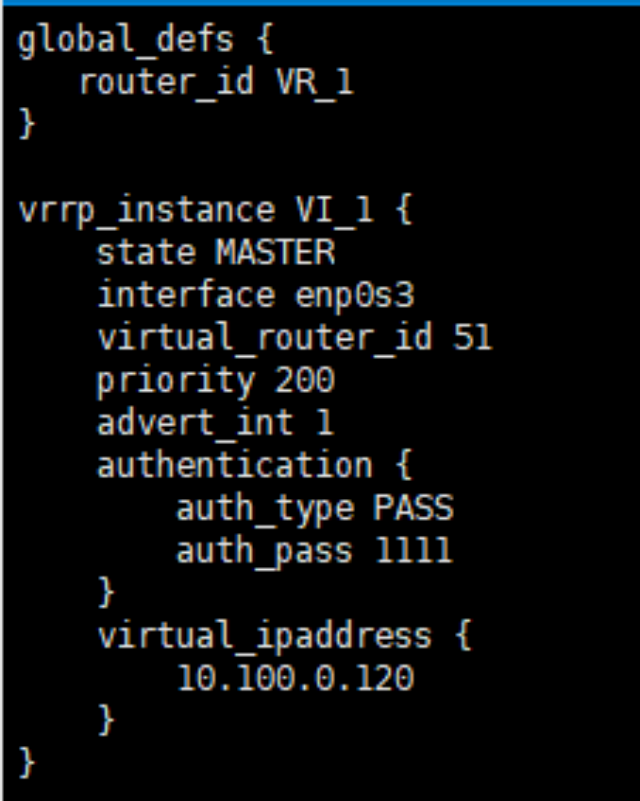 global_defs {
   router_id VR_1
}

vrrp_instance VI_1 {
    state MASTER
    interface enp0s3
    virtual_router_id 51
    priority 200
    advert_int 1
    authentication {
        auth_type PASS
        auth_pass 1111
    }
    virtual_ipaddress {
        10.100.0.120
    }
}